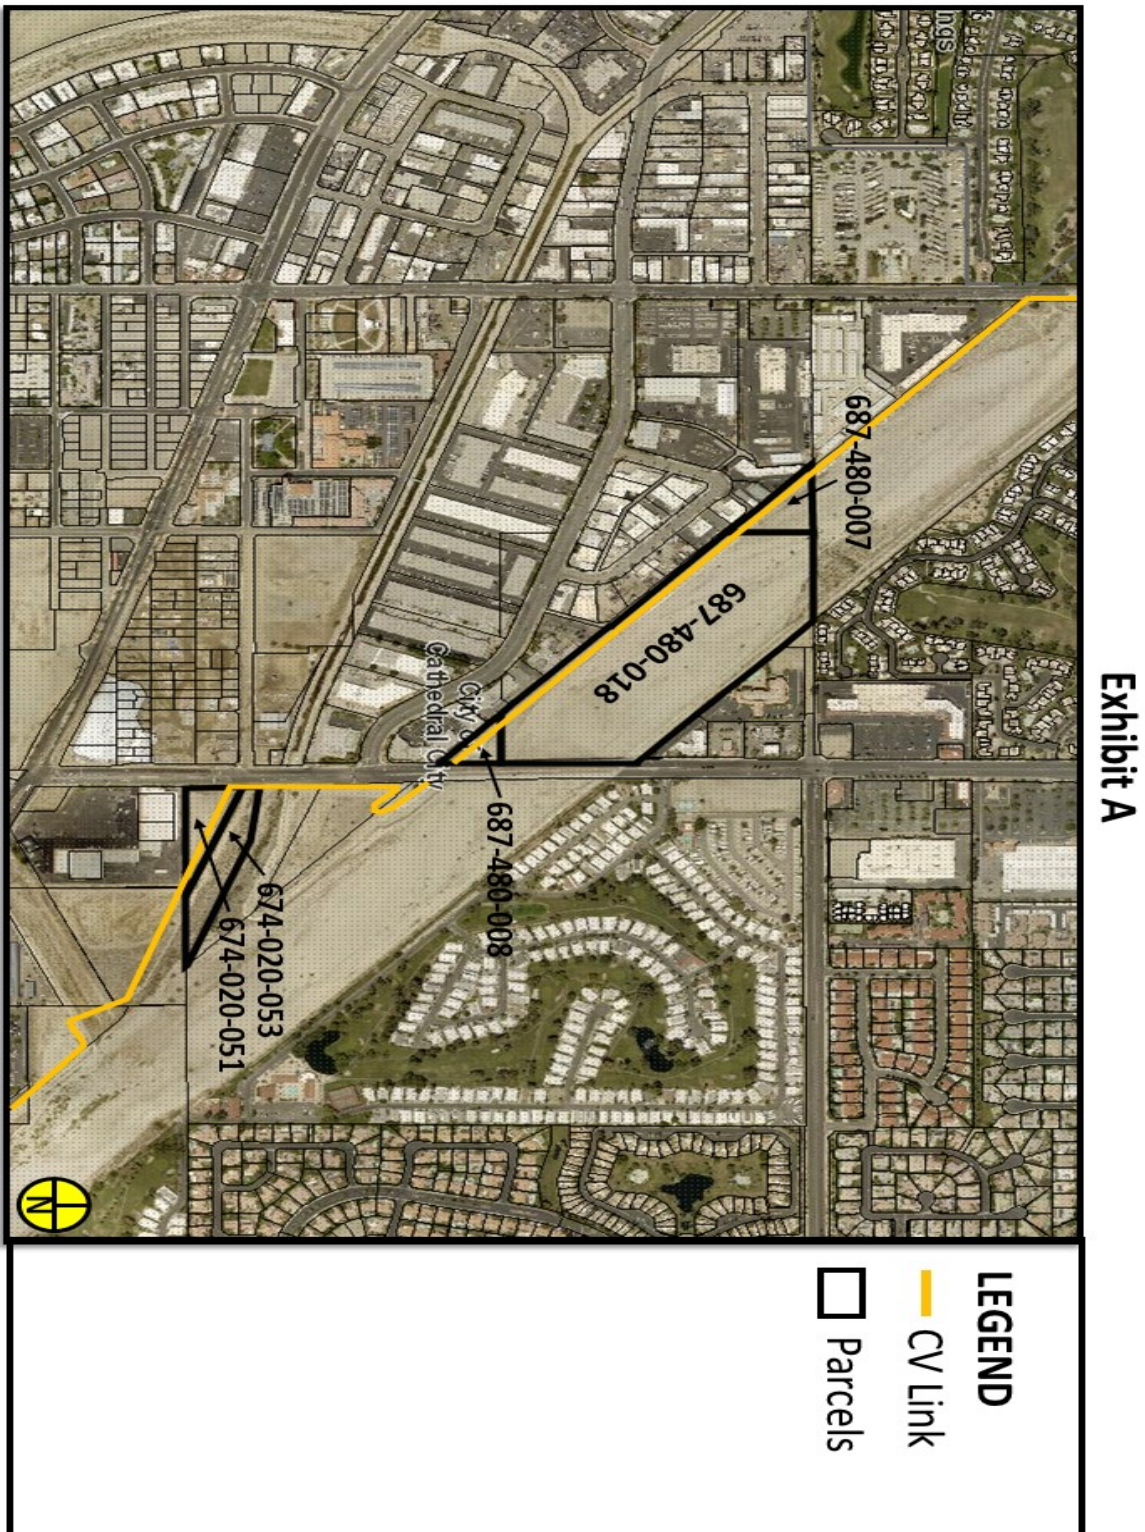 Exhibit A
ngs
687-480-007
687-480-018
City of
Cathedral City
687-480-008
674-020-053
674-020-051
N
LEGEND
CV Link
Parcels